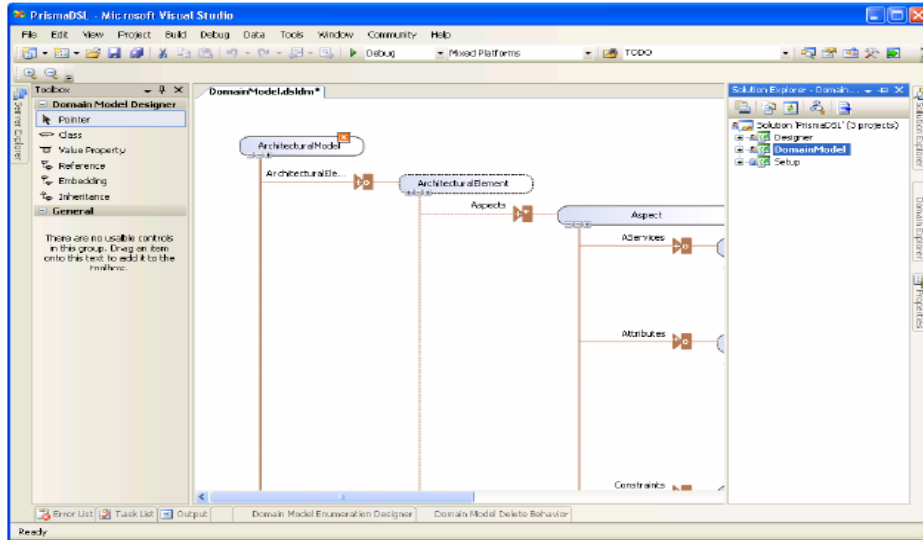 PrismaDSL - Microsoft Visual Studio
File Edit View Project Build Debug Data Tools Window Community Help
Debug Mixed Platforms TODO
Toolbox
Domain Model Designer
Pointer
Class
Value Property
Reference
Embedding
Inheritance
General
There are no usable controls
in this group. Drag an item
onto this text to add it to the
toolbox.
Server Explorer
DomainModel.dsldm*
ArchitecturalModel
ArchitecturalEle...
ArchitecturalElement
Aspects
Aspect
AServices
Attributes
Constraints
Solution Explorer - Domain...
Solution 'PrismaDSL' (3 projects)
Designer
DomainModel
Setup
Solution Explorer
Domain Explorer
Properties
Error List Task List Output Domain Model Enumeration Designer Domain Model Delete Behavior
Ready